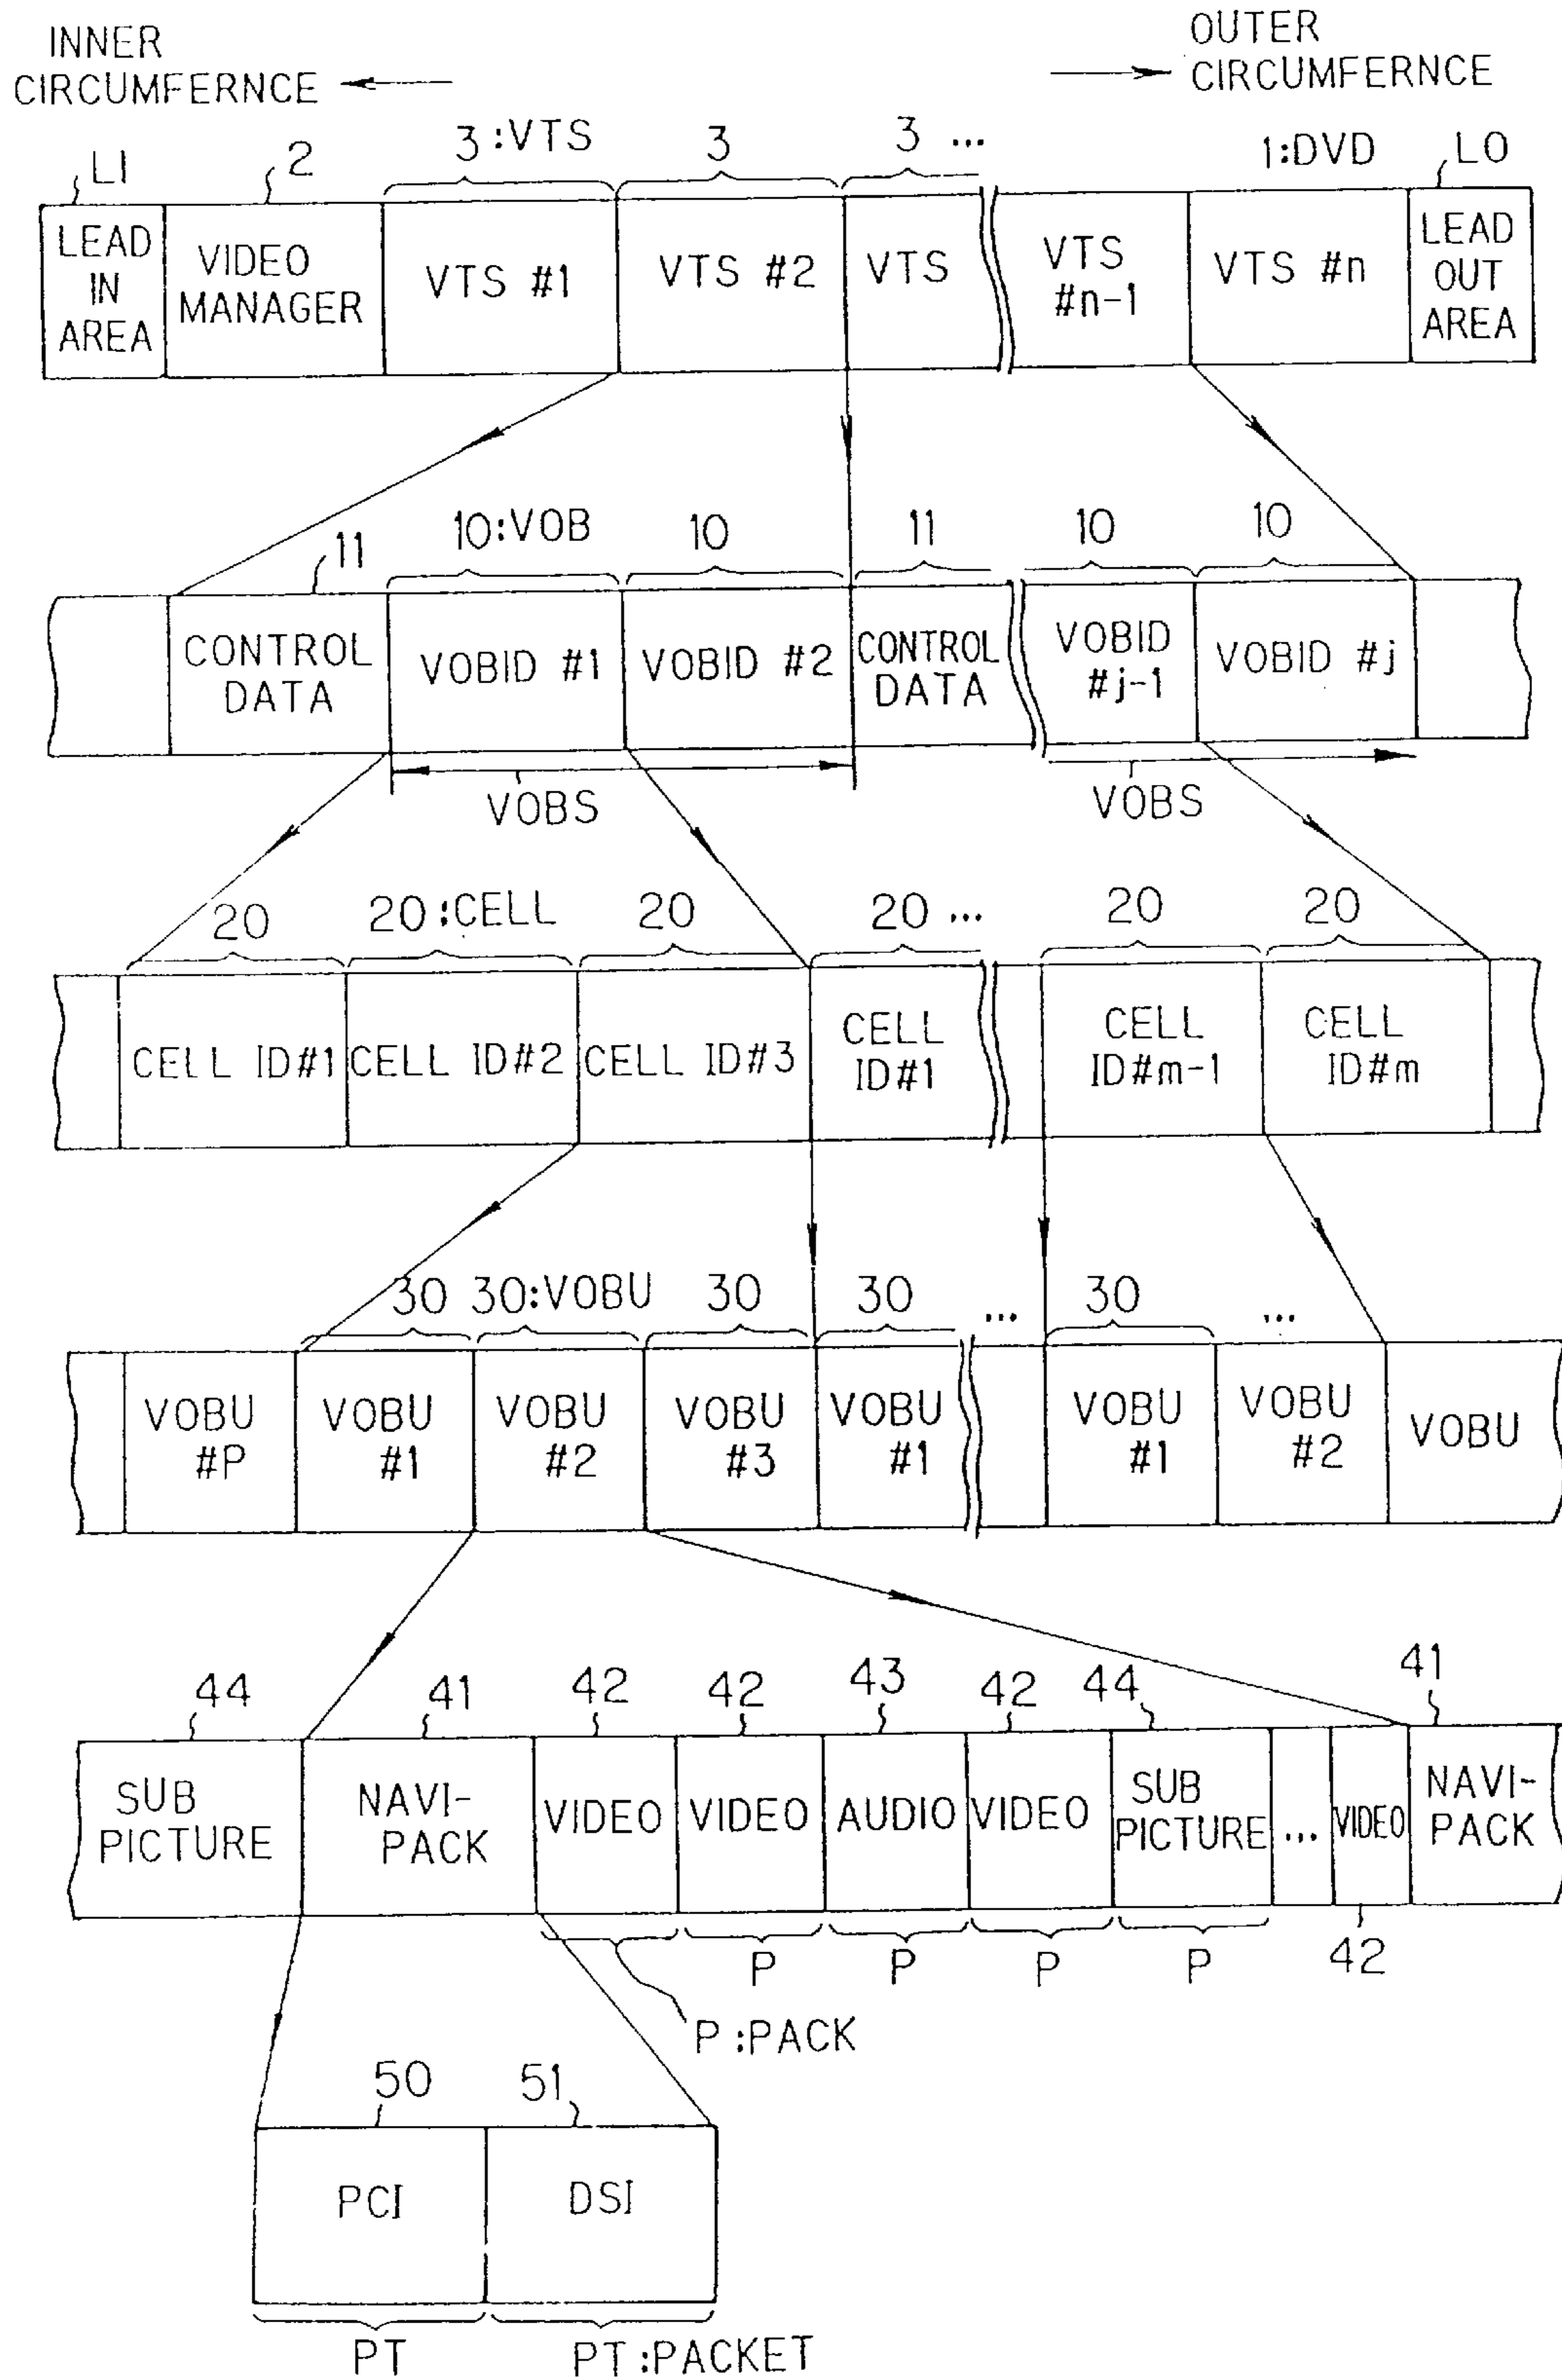 INNER
CIRCUMFERNCE
OUTER
CIRCUMFERNCE
LI
2
3:VTS
3
3 ...
1:DVD
LO
LEAD
IN
AREA
VIDEO
MANAGER
VTS #1
VTS #2
VTS
VTS
#n-1
VTS #n
LEAD
OUT
AREA
11
10:VOB
10
11
10
10
CONTROL
DATA
VOBID #1
VOBID #2
CONTROL
DATA
VOBID
#j-1
VOBID #j
VOBS
VOBS
20
20:CELL
20
20 ...
20
20
CELL ID#1
CELL ID#2
CELL ID#3
CELL
ID#1
CELL
ID#m-1
CELL
ID#m
30
30:VOBU
30
30
...
30
...
VOBU
#P
VOBU
#1
VOBU
#2
VOBU
#3
VOBU
#1
VOBU
#1
VOBU
#2
VOBU
44
41
42
42
43
42
44
41
SUB
PICTURE
NAVI-
PACK
VIDEO
VIDEO
AUDIO
VIDEO
SUB
PICTURE
...
VIDEO
NAVI-
PACK
P
P
P
P
42
P:PACK
50
51
PCI
DSI
PT
PT:PACKET